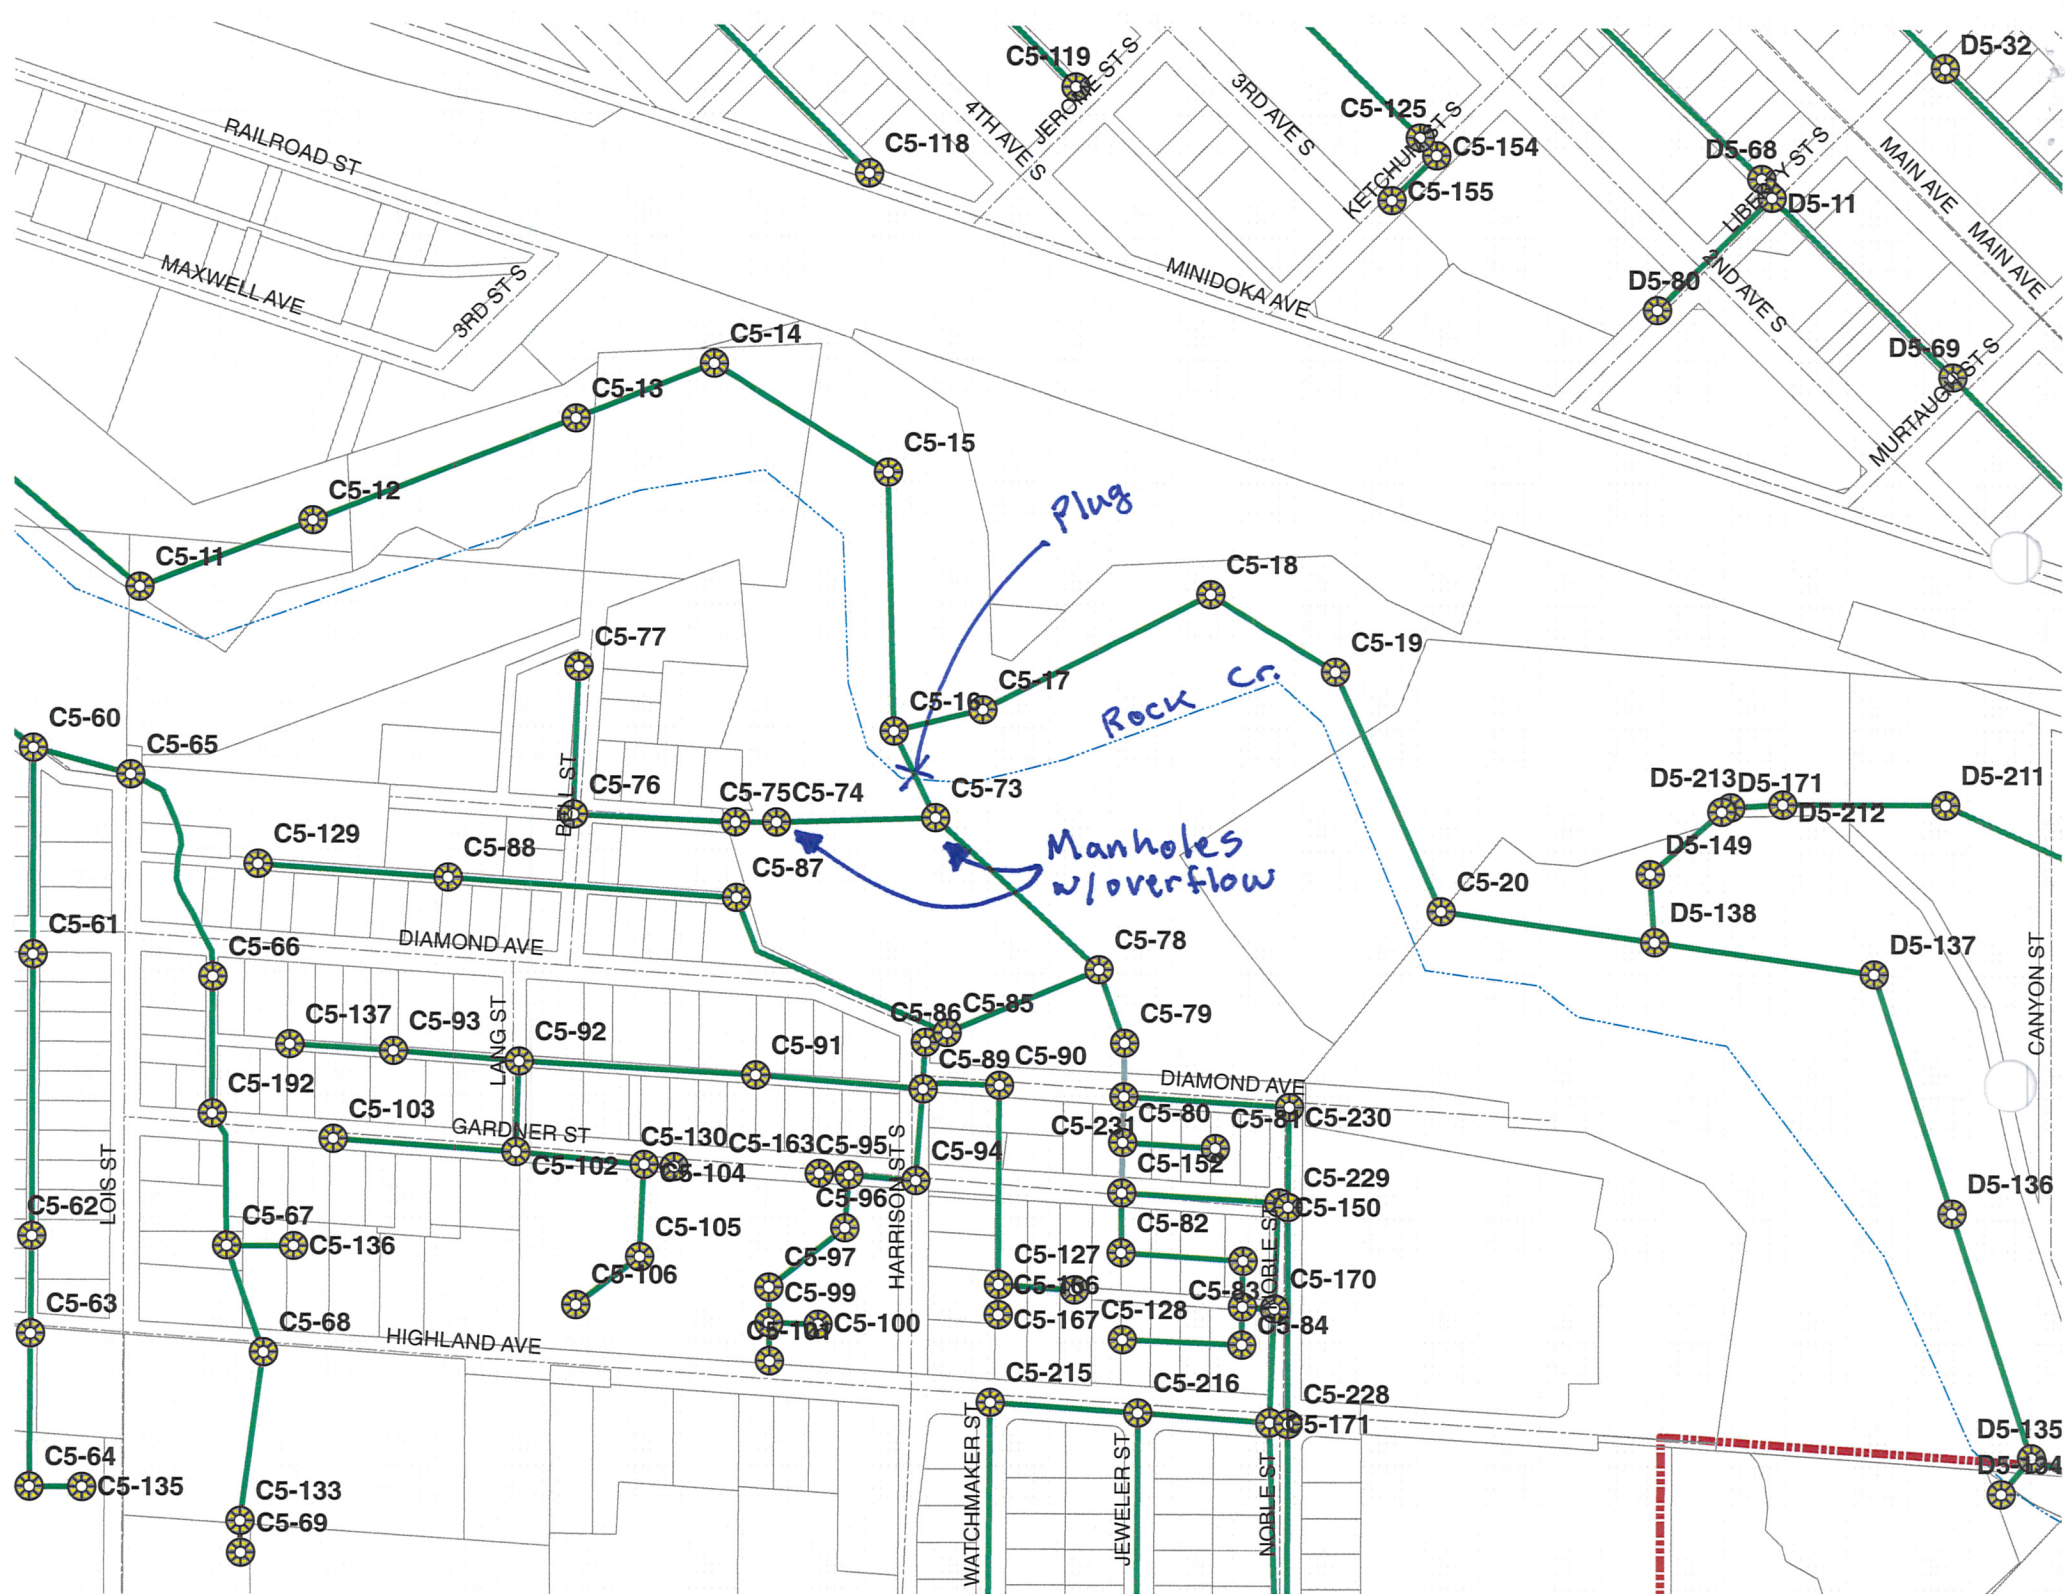 C5-119
JEROME ST S
D5-32
RAILROAD ST
4TH AVE S
3RD AVE S
C5-125
KETCHUM ST S
C5-118
C5-154
C5-155
D5-68
LIBERTY ST S
D5-11
MAIN AVE
MAIN AVE
MAXWELL AVE
3RD ST S
MINIDOKA AVE
D5-80
2ND AVE S
C5-14
D5-69
MURTAUGH ST S
C5-13
C5-15
C5-12
Plug
C5-11
C5-18
C5-77
C5-19
C5-17
C5-16
Rock Cr.
C5-60
C5-65
BELL ST
C5-76
C5-75
C5-74
C5-73
D5-213
D5-171
D5-211
D5-212
C5-129
C5-88
C5-87
Manholes
w/overflow
D5-149
C5-20
D5-138
C5-61
C5-66
DIAMOND AVE
C5-78
D5-137
CANYON ST
C5-137
C5-93
LANG ST
C5-92
C5-91
C5-86
C5-85
C5-79
C5-89
C5-90
DIAMOND AVE
C5-192
C5-103
GARDNER ST
C5-102
C5-130
C5-104
C5-163
C5-95
C5-94
C5-231
C5-80
C5-81
C5-230
C5-152
LOIS ST
C5-62
C5-67
C5-136
C5-105
C5-106
C5-96
C5-97
HARRISON ST S
C5-229
C5-150
C5-82
NOBLE ST
D5-136
C5-127
C5-166
C5-167
C5-83
C5-170
C5-128
C5-84
C5-63
C5-68
HIGHLAND AVE
C5-99
C5-100
C5-101
C5-215
C5-216
C5-228
C5-171
D5-135
D5-134
C5-64
C5-135
C5-133
C5-69
WATCHMAKER ST
JEWELER ST
NOBLE ST